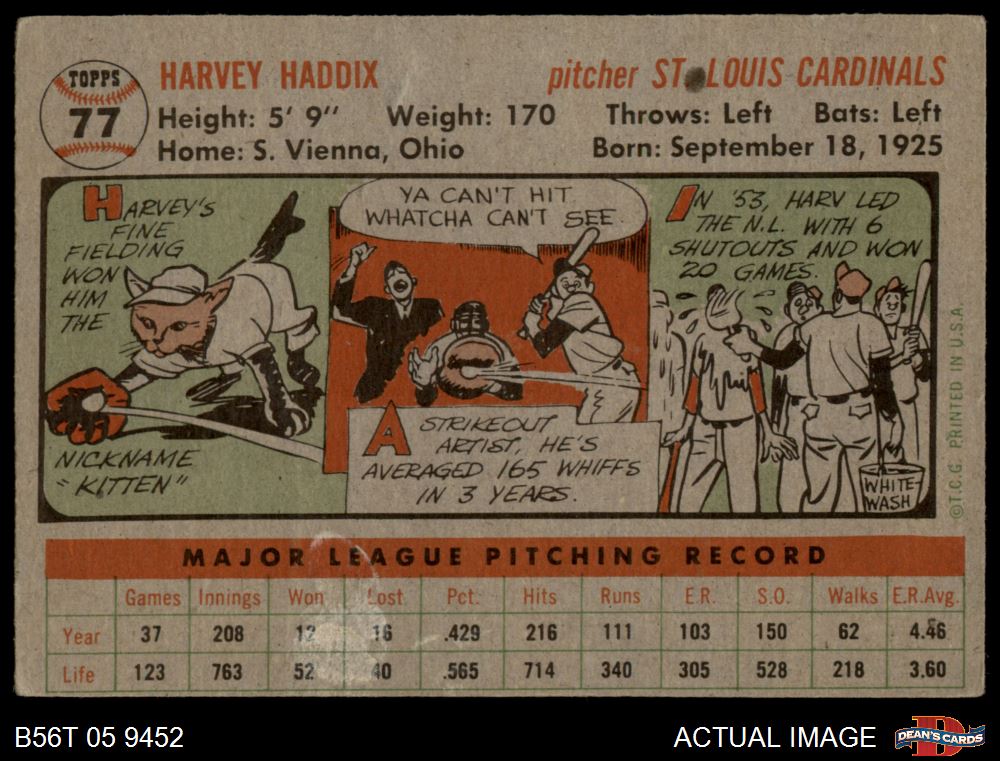 TOPPS
77
HARVEY HADDIX
pitcher ST. LOUIS CARDINALS
Height: 5' 9" Weight: 170 Throws: Left Bats: Left
Home: S. Vienna, Ohio Born: September 18, 1925
HARVEY'S
FINE
FIELDING
WON
HIM
THE
NICKNAME
"KITTEN"
YA CAN'T HIT
WHATCHA CAN'T SEE.
A STRIKEOUT
ARTIST, HE'S
AVERAGED 165 WHIFFS
IN 3 YEARS.
IN '53, HARV LED
THE N.L. WITH 6
SHUTOUTS AND WON
20 GAMES.
WHITE-
WASH
©T.C.G. PRINTED IN U.S.A.
MAJOR LEAGUE PITCHING RECORD
Games Innings Won Lost Pct. Hits Runs E.R. S.O. Walks E.R.Avg.
Year 37 208 12 16 .429 216 111 103 150 62 4.46
Life 123 763 52 40 .565 714 340 305 528 218 3.60
B56T 05 9452
ACTUAL IMAGE
DEAN'S CARDS